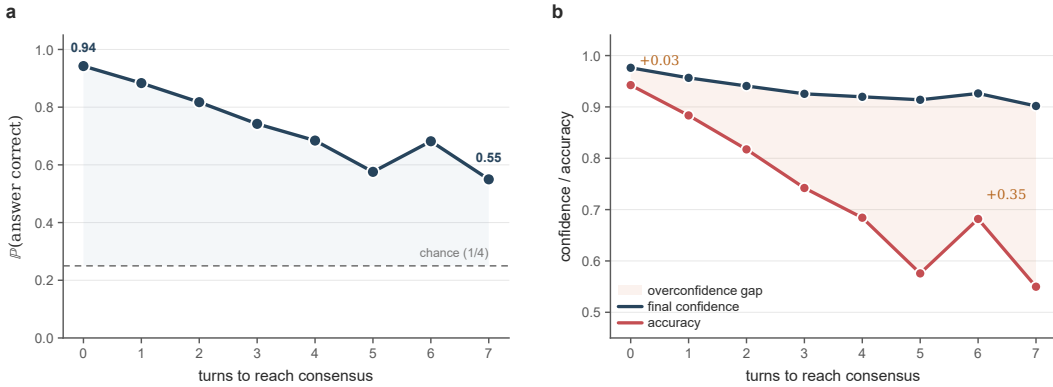 a
1.0
0.8
0.6
0.4
0.2
0.0
ℙ(answer correct)
0.94
0.55
chance (1/4)
0 1 2 3 4 5 6 7
turns to reach consensus
b
1.0
0.9
0.8
0.7
0.6
0.5
confidence / accuracy
+0.03
+0.35
overconfidence gap
final confidence
accuracy
0 1 2 3 4 5 6 7
turns to reach consensus